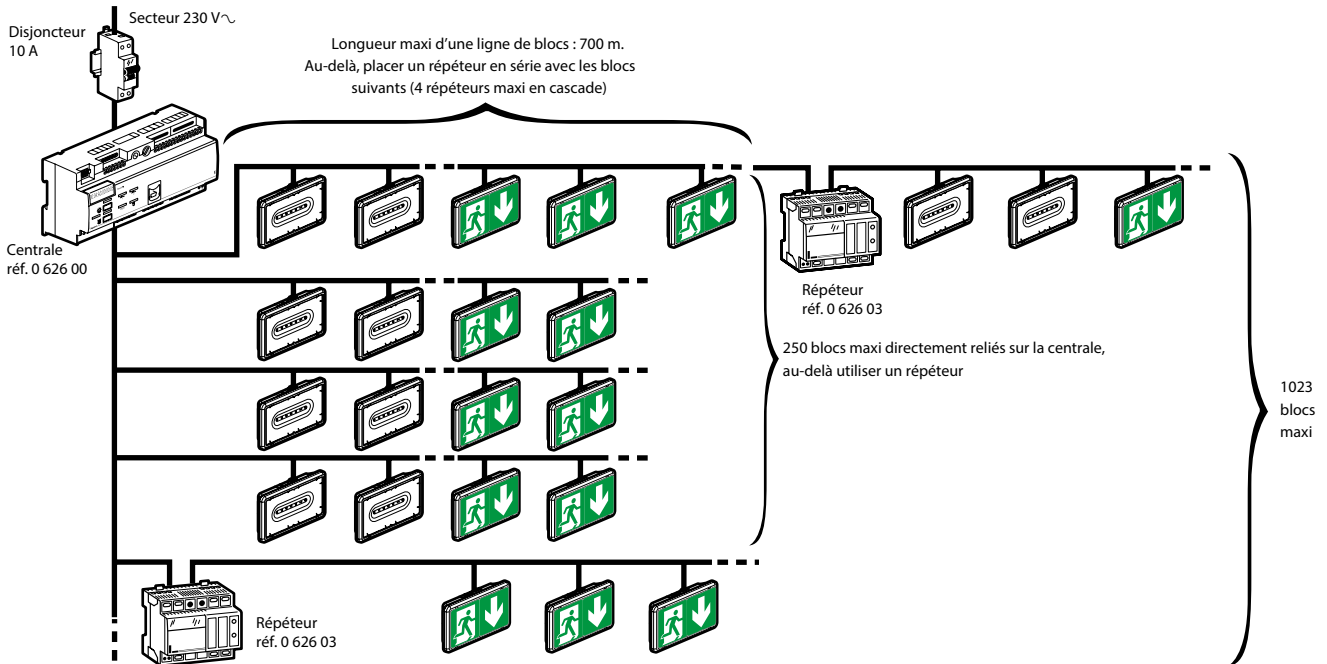 Secteur 230 V~
Disjoncteur
10 A
Longueur maxi d'une ligne de blocs : 700 m.
Au-delà, placer un répéteur en série avec les blocs
suivants (4 répéteurs maxi en cascade)
Centrale
réf. 0 626 00
Répéteur
réf. 0 626 03
250 blocs maxi directement reliés sur la centrale,
au-delà utiliser un répéteur
1023
blocs
maxi
Répéteur
réf. 0 626 03